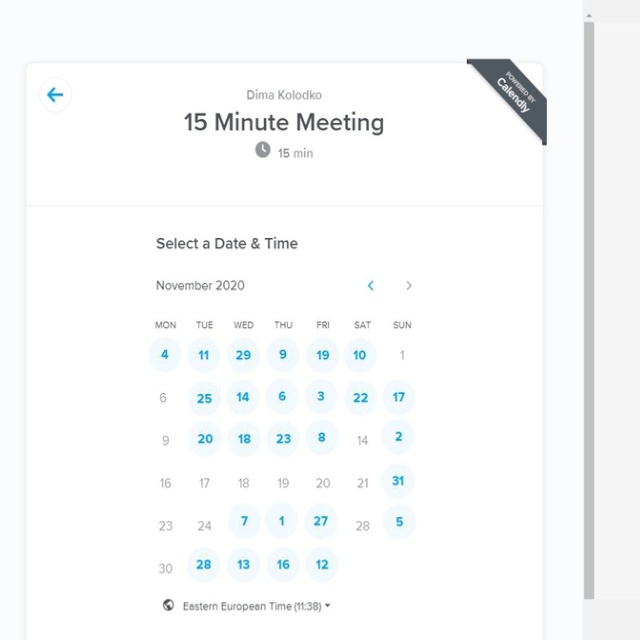 Dima Kolodko
POWERED BY
Calendly
15 Minute Meeting
15 min
Select a Date & Time
November 2020
MON TUE WED THU FRI SAT SUN
4 11 29 9 19 10 1
6 25 14 6 3 22 17
9 20 18 23 8 14 2
16 17 18 19 20 21 31
23 24 7 1 27 28 5
30 28 13 16 12
Eastern European Time (11:38)